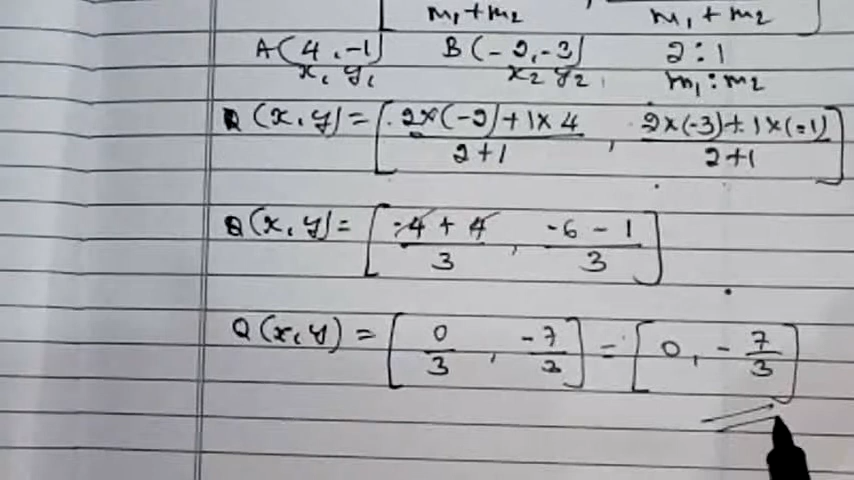 m₁+m₂ , m₁+m₂
A(4,-1) B(-2,-3) 2:1
x₁ y₁ x₂ y₂ m₁:m₂
Q(x,y) = [2×(-2)+1×4 / 2+1 , 2×(-3)+1×(-1) / 2+1]
Q(x,y) = [-4+4 / 3 , -6-1 / 3]
Q(x,y) = [0/3 , -7/3] = [0, -7/3]